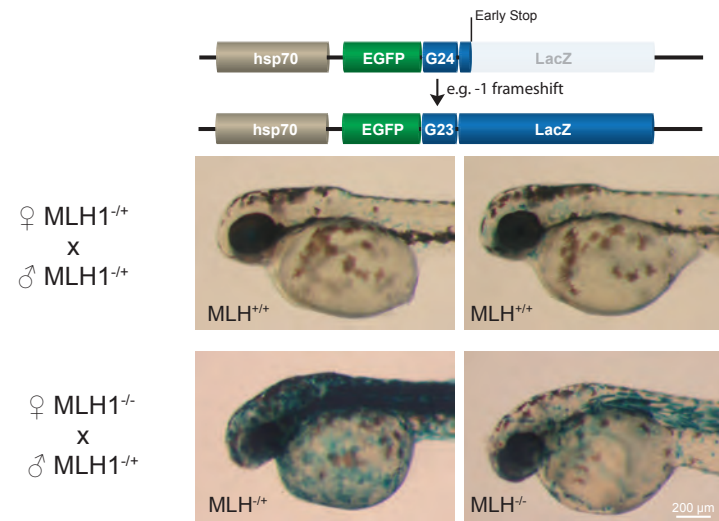 Early Stop
hsp70 EGFP G24 LacZ
e.g. -1 frameshift
hsp70 EGFP G23 LacZ
♀ MLH1-/+
x
♂ MLH1-/+
MLH+/+ MLH+/+
♀ MLH1-/-
x
♂ MLH1-/+
MLH-/+ MLH-/-
200 µm